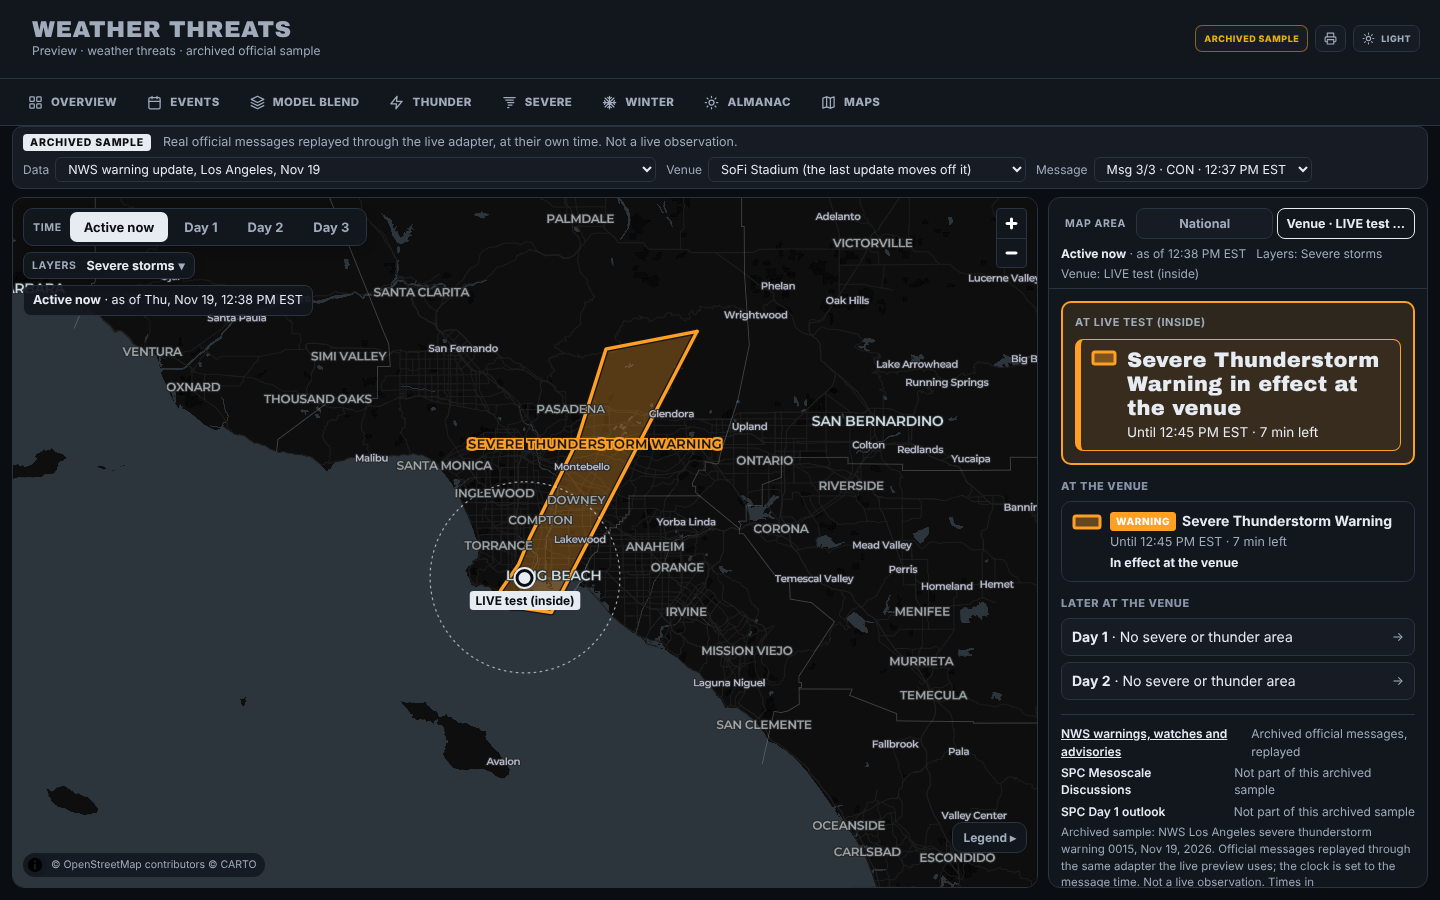 WEATHER THREATS
Preview · weather threats · archived official sample
ARCHIVED SAMPLE
LIGHT
OVERVIEW
EVENTS
MODEL BLEND
THUNDER
SEVERE
WINTER
ALMANAC
MAPS
ARCHIVED SAMPLE Real official messages replayed through the live adapter, at their own time. Not a live observation.
Data NWS warning update, Los Angeles, Nov 19 Venue SoFi Stadium (the last update moves off it) Message Msg 3/3 · CON · 12:37 PM EST
TIME Active now Day 1 Day 2 Day 3
LAYERS Severe storms ▾
Active now · as of Thu, Nov 19, 12:38 PM EST
+
−
PALMDALE
Adelanto
VICTORVILLE
Lucerne Valley
SANTA CLARITA
Phelan
Oak Hills
Wrightwood
Santa Paula
VENTURA
SIMI VALLEY
San Fernando
Lake Arrowhead
Big B
Running Springs
OXNARD
THOUSAND OAKS
PASADENA
Glendora
Upland
SAN BERNARDINO
SEVERE THUNDERSTORM WARNING
Colton
Redlands
Yucaipa
Malibu
SANTA MONICA
Montebello
ONTARIO
RIVERSIDE
INGLEWOOD
DOWNEY
Bannin
COMPTON
Yorba Linda
CORONA
TORRANCE
Lakewood
ANAHEIM
Mead Valley
ORANGE
Perris
LONG BEACH
Temescal Valley
Homeland
Hemet
LIVE test (inside)
IRVINE
MENIFEE
MISSION VIEJO
MURRIETA
Laguna Niguel
TEMECULA
SAN CLEMENTE
Fallbrook
Pala
Avalon
Valley Center
OCEANSIDE
Legend ▸
CARLSBAD
ESCONDIDO
© OpenStreetMap contributors © CARTO
MAP AREA National Venue · LIVE test ...
Active now · as of 12:38 PM EST Layers: Severe storms
Venue: LIVE test (inside)
AT LIVE TEST (INSIDE)
Severe Thunderstorm
Warning in effect at
the venue
Until 12:45 PM EST · 7 min left
AT THE VENUE
WARNING Severe Thunderstorm Warning
Until 12:45 PM EST · 7 min left
In effect at the venue
LATER AT THE VENUE
Day 1 · No severe or thunder area →
Day 2 · No severe or thunder area →
NWS warnings, watches and advisories
Archived official messages, replayed
SPC Mesoscale Discussions
Not part of this archived sample
SPC Day 1 outlook
Not part of this archived sample
Archived sample: NWS Los Angeles severe thunderstorm
warning 0015, Nov 19, 2026. Official messages replayed through
the same adapter the live preview uses; the clock is set to the
message time. Not a live observation. Times in